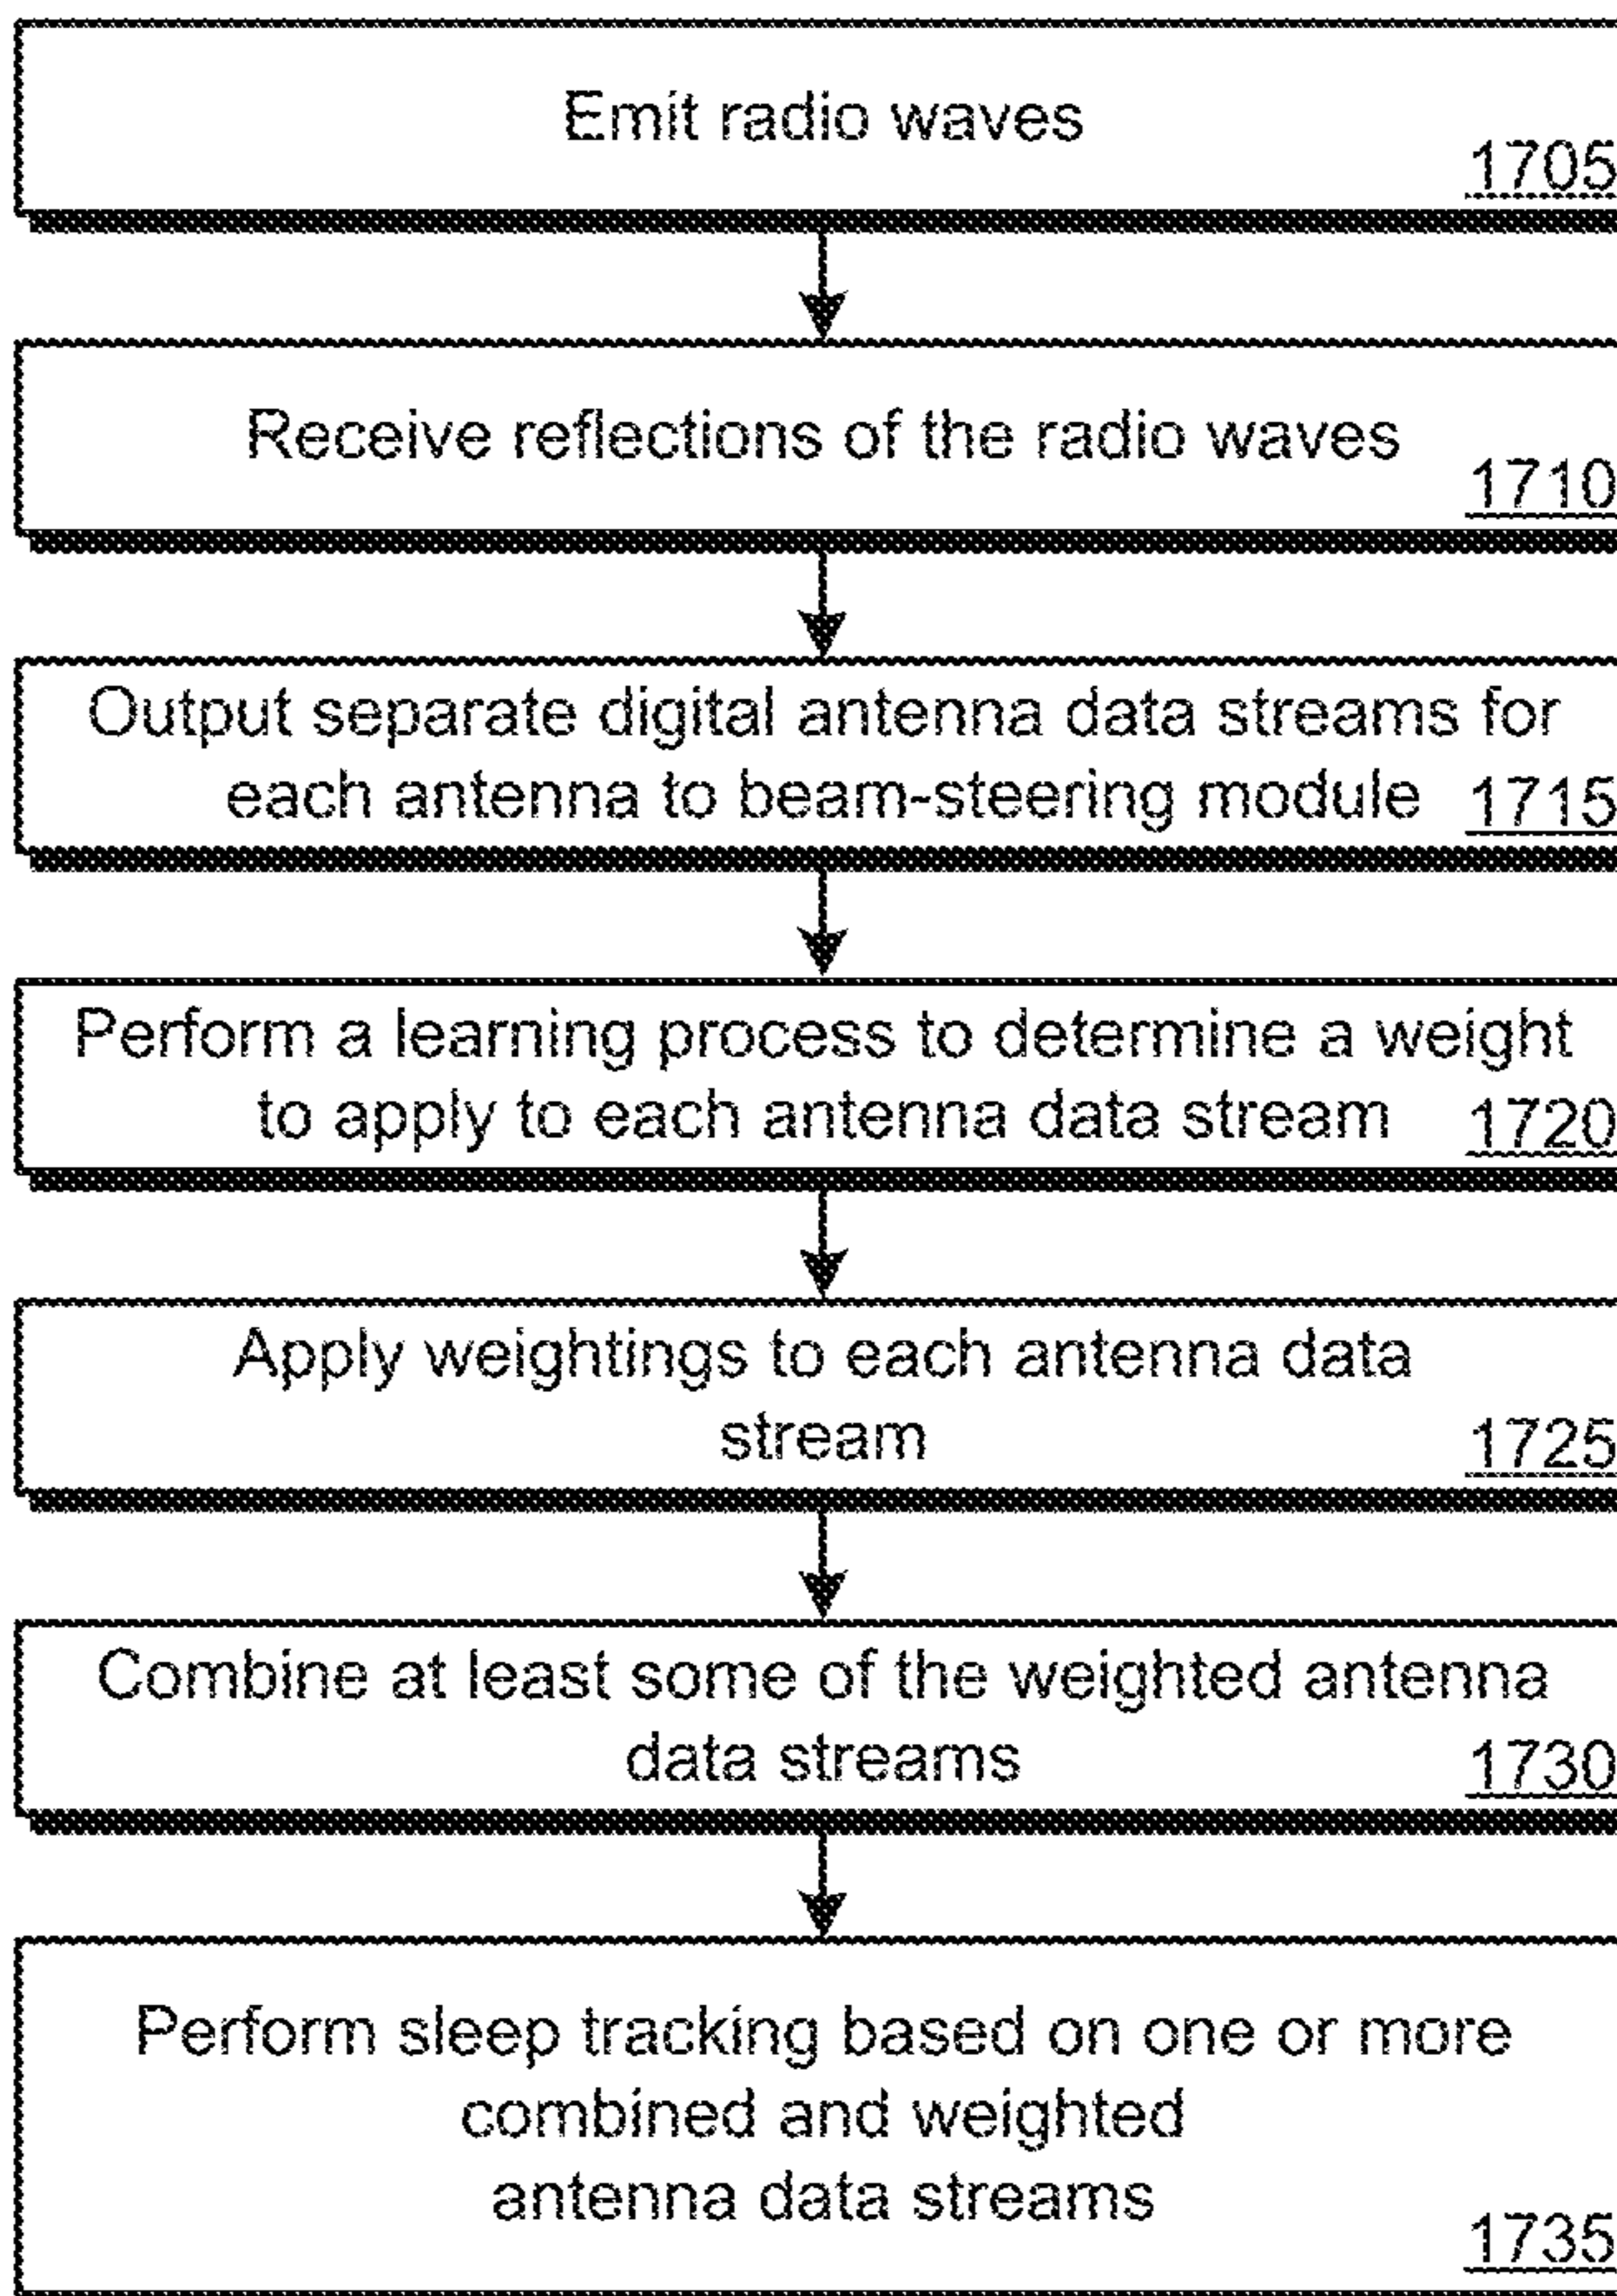 Emit radio waves
1705
Receive reflections of the radio waves
1710
Output separate digital antenna data streams for
each antenna to beam-steering module 1715
Perform a learning process to determine a weight
to apply to each antenna data stream 1720
Apply weightings to each antenna data
stream 1725
Combine at least some of the weighted antenna
data streams 1730
Perform sleep tracking based on one or more
combined and weighted
antenna data streams
1735